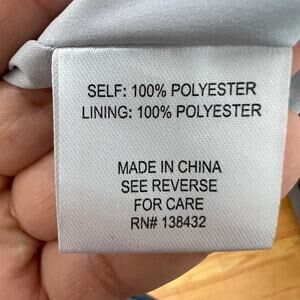 SELF: 100% POLYESTER
LINING: 100% POLYESTER
MADE IN CHINA
SEE REVERSE
FOR CARE
RN# 138432